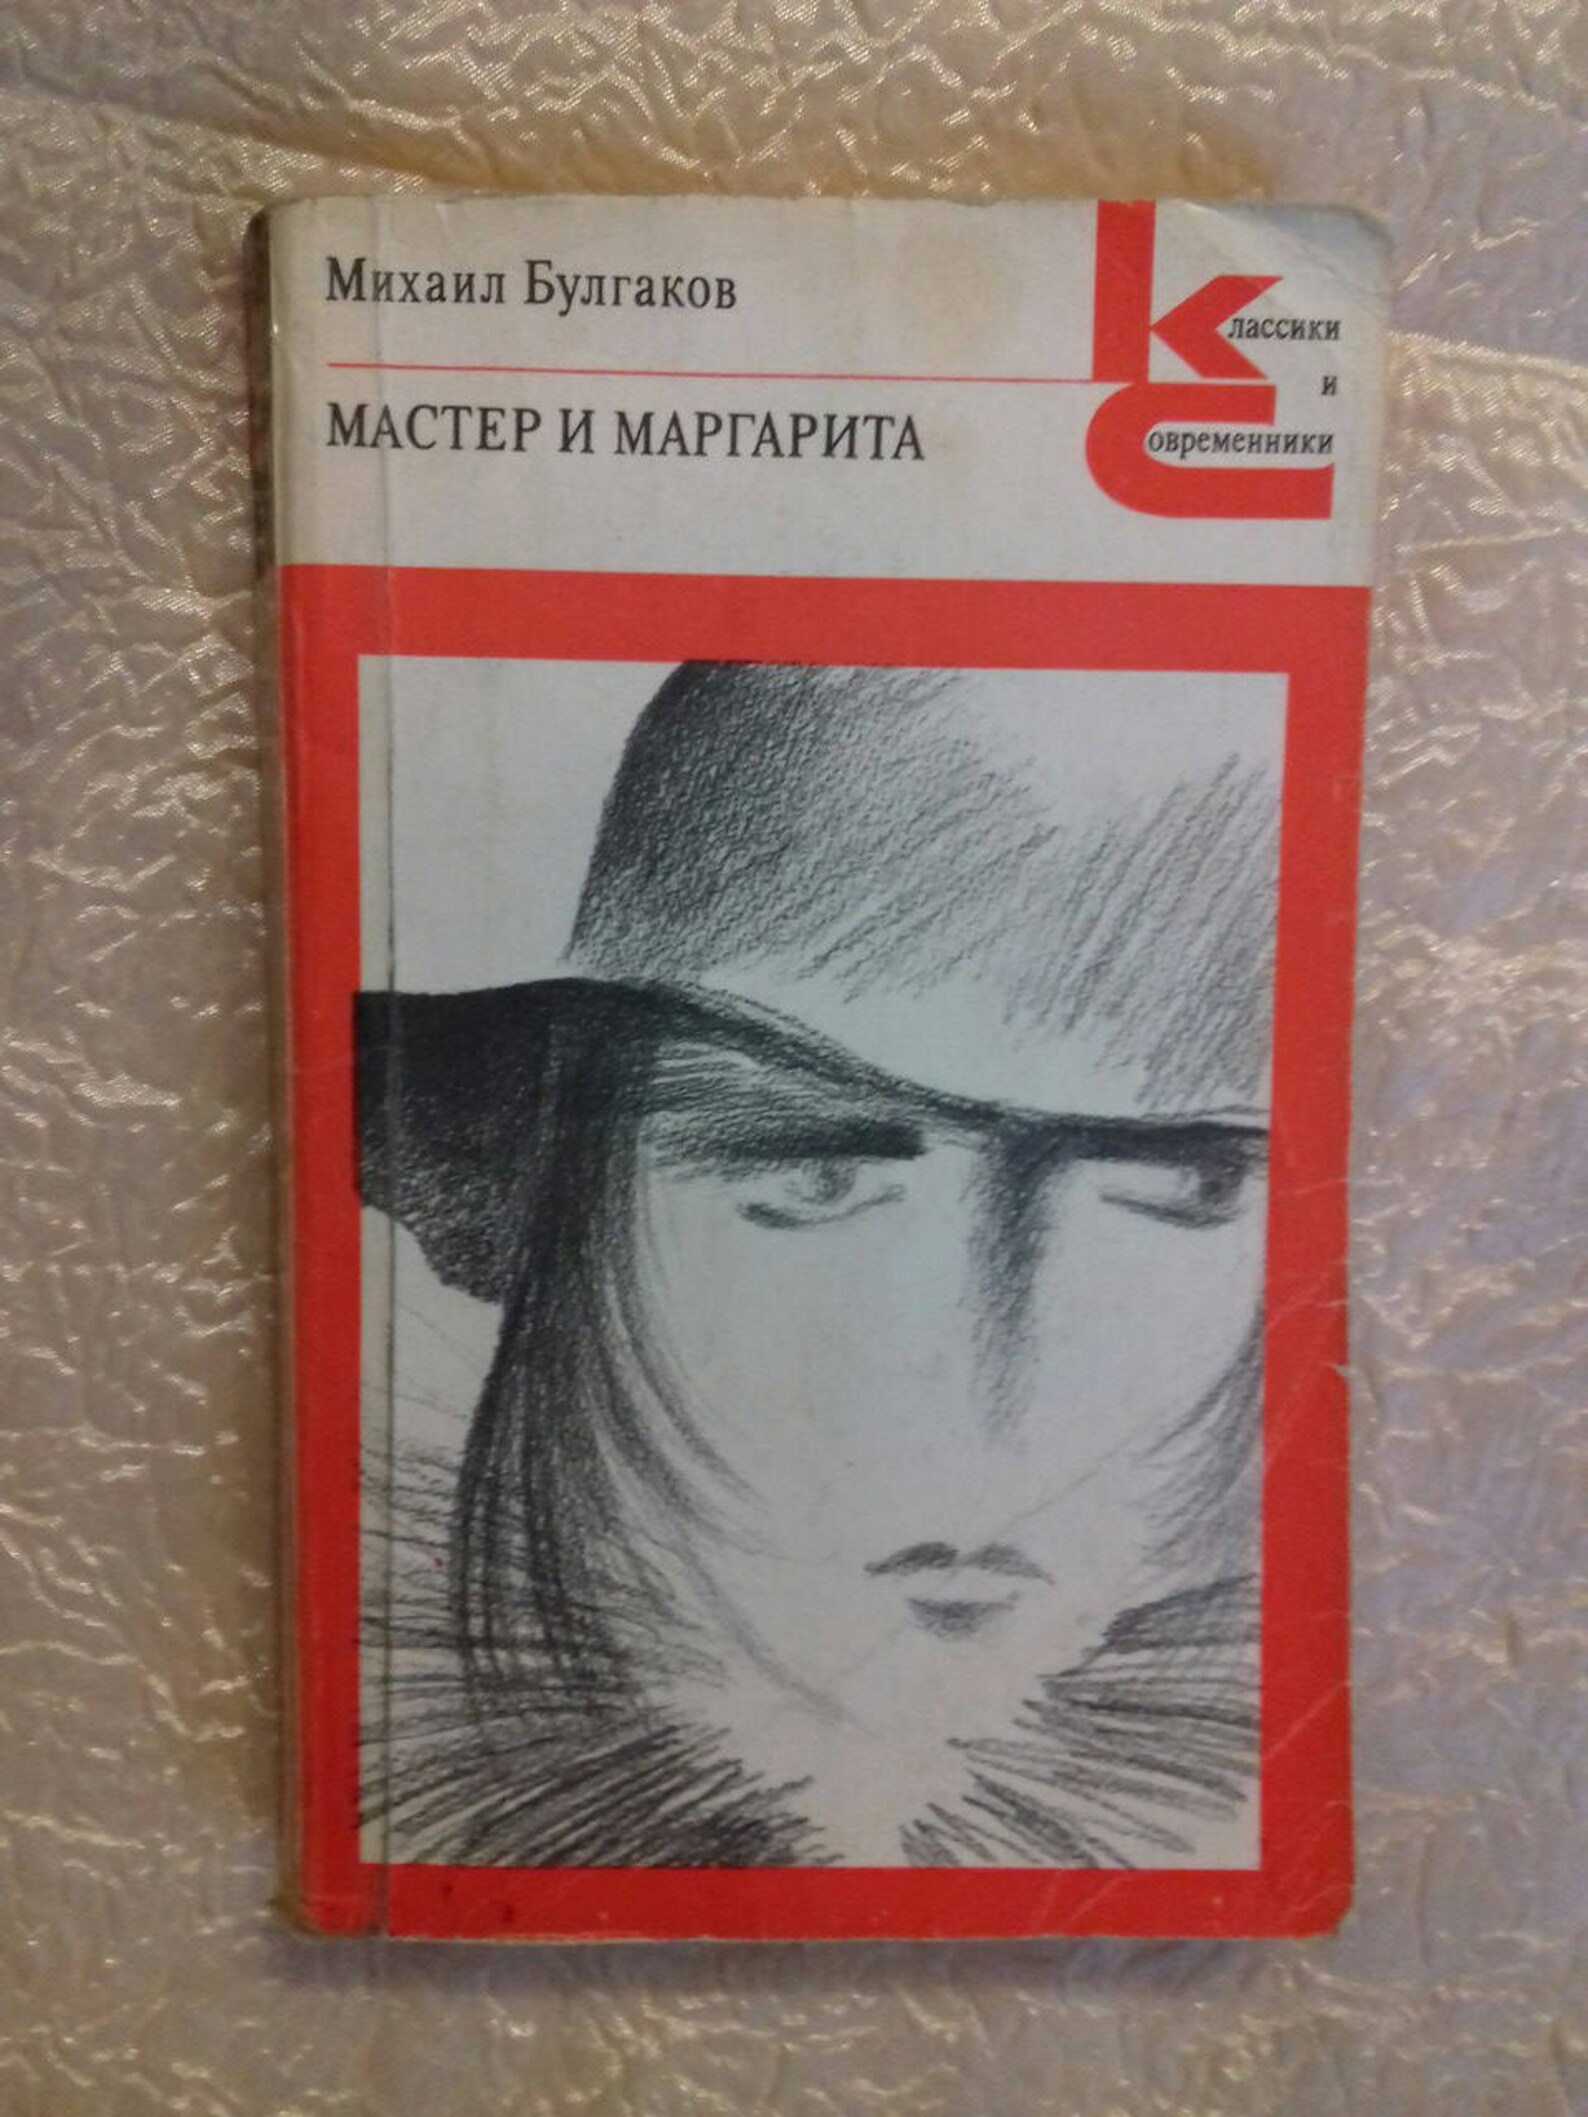 Михаил Булгаков
МАСТЕР И МАРГАРИТА
Классики
и
Современники